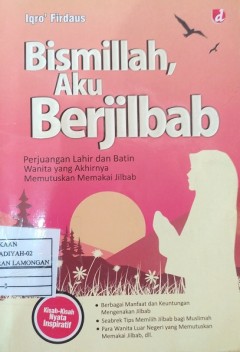 Iqro' Firdaus
d
Bismillah,
Aku
Berjilbab
Perjuangan Lahir dan Batin
Wanita yang Akhirnya
Memutuskan Memakai Jilbab
KAAN
ADIYAH-02
RAN LAMONGAN
Kisah-Kisah
Nyata
Inspiratif
• Berbagai Manfaat dan Keuntungan
Mengenakan Jilbab
• Seabrek Tips Memilih Jilbab bagi Muslimah
• Para Wanita Luar Negeri yang Memutuskan
Memakai Jilbab, dll.